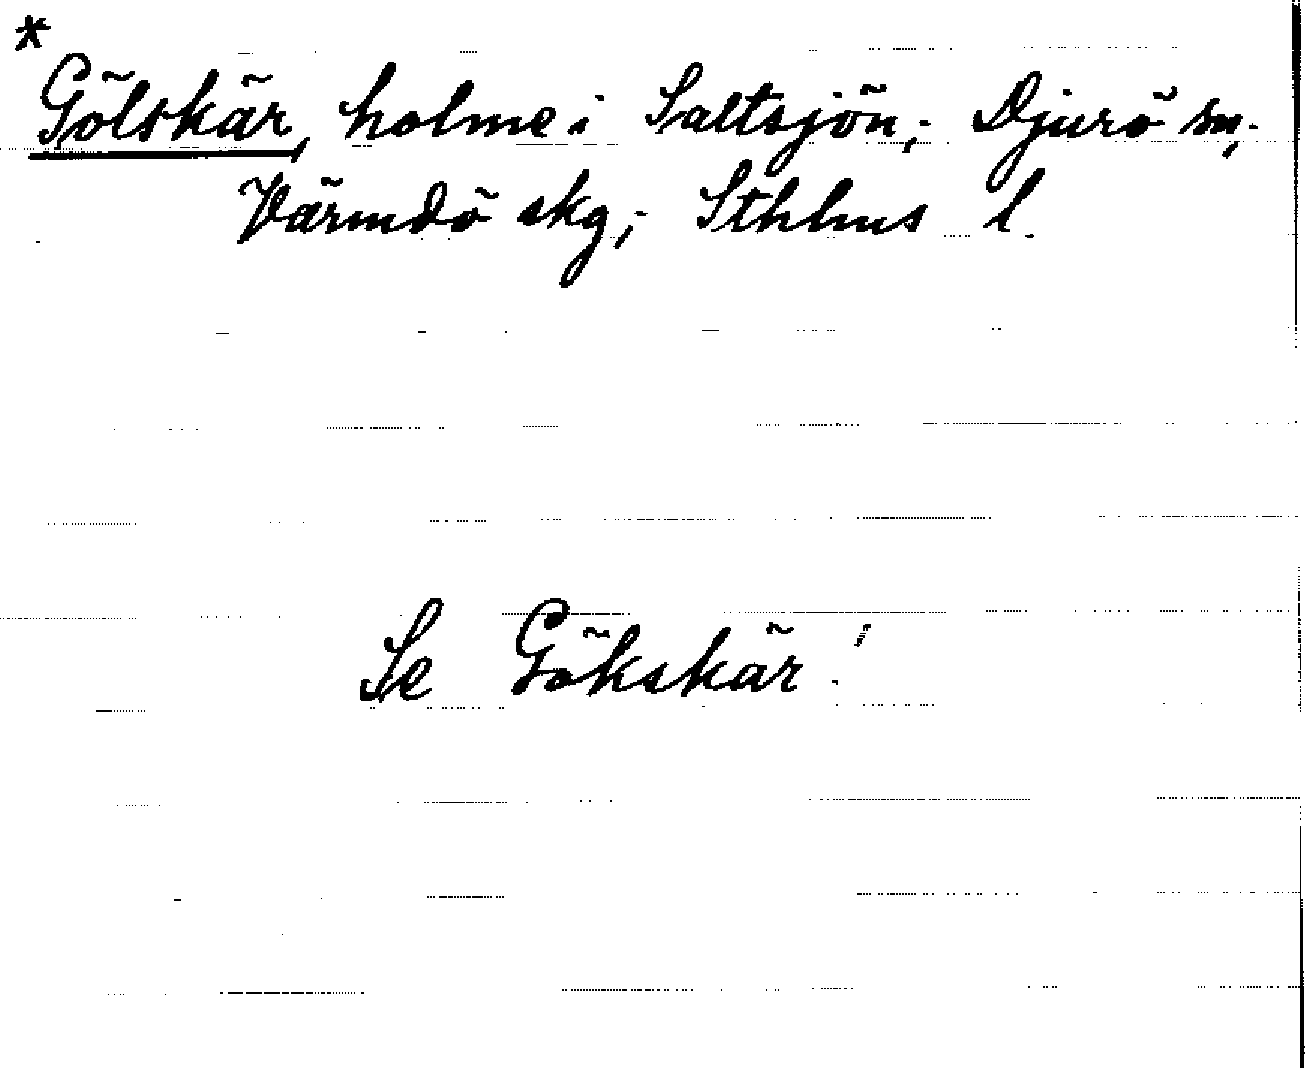 *
Gölskär, holme i Saltsjön,- Djurö sn,-
Värmdö skg,- Sthlms l.
Se Gökskär!